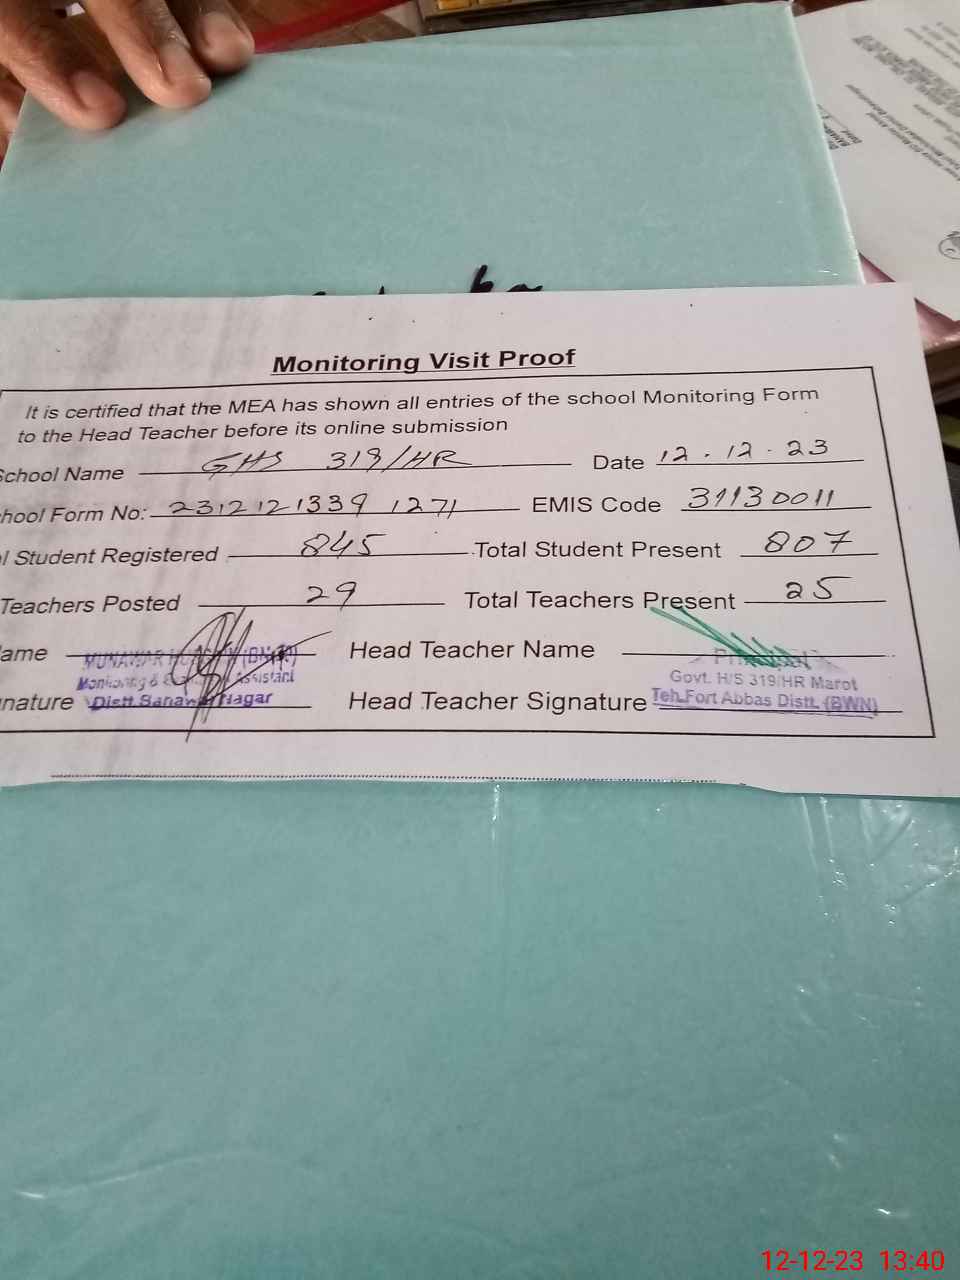 Monitoring Visit Proof
It is certified that the MEA has shown all entries of the school Monitoring Form
to the Head Teacher before its online submission
School Name GHS 319/HR Date 12.12.23
hool Form No: 2312121339 1271 EMIS Code 31130011
l Student Registered 845 Total Student Present 807
Teachers Posted 29 Total Teachers Present 25
ame MUNAWAR Head Teacher Name
Monitoring & Assistant Govt. H/S 319/HR Marot
nature Distt. Bahawalnagar Head Teacher Signature Teh.Fort Abbas Distt. (BWN)
12-12-23 13:40